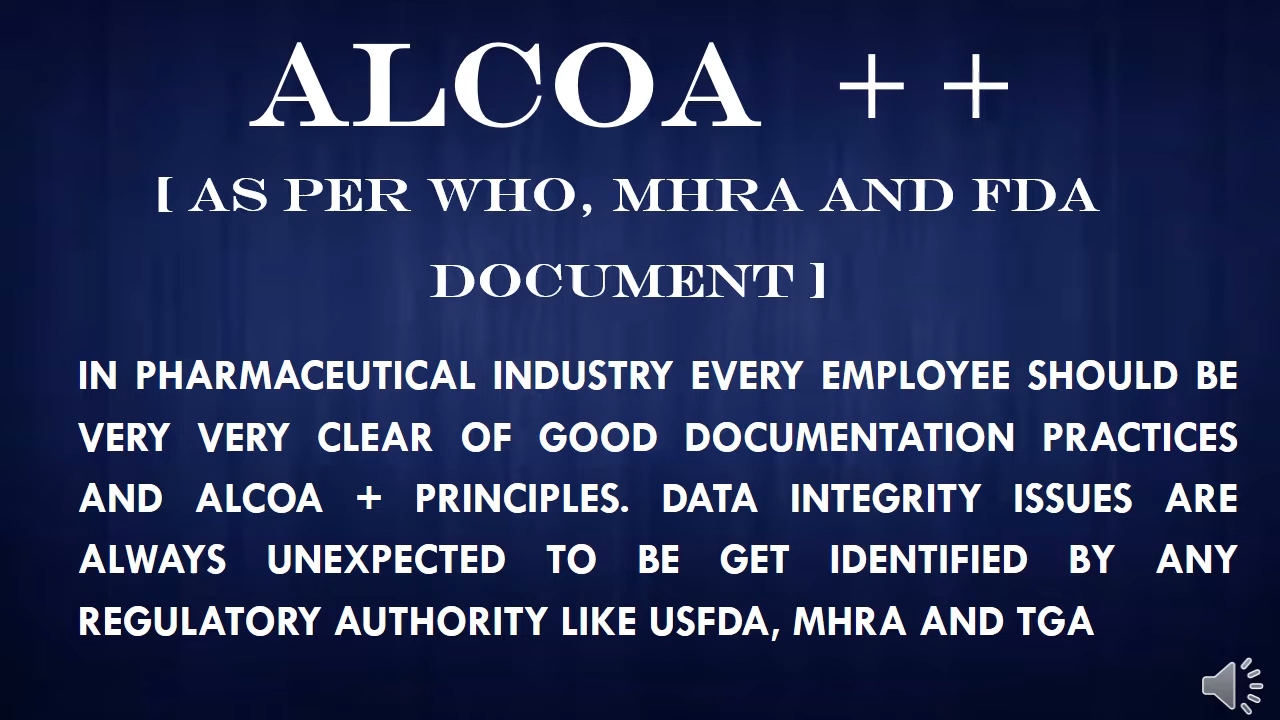 ALCOA ++
[ AS PER WHO, MHRA AND FDA
DOCUMENT ]
IN PHARMACEUTICAL INDUSTRY EVERY EMPLOYEE SHOULD BE
VERY VERY CLEAR OF GOOD DOCUMENTATION PRACTICES
AND ALCOA + PRINCIPLES. DATA INTEGRITY ISSUES ARE
ALWAYS UNEXPECTED TO BE GET IDENTIFIED BY ANY
REGULATORY AUTHORITY LIKE USFDA, MHRA AND TGA